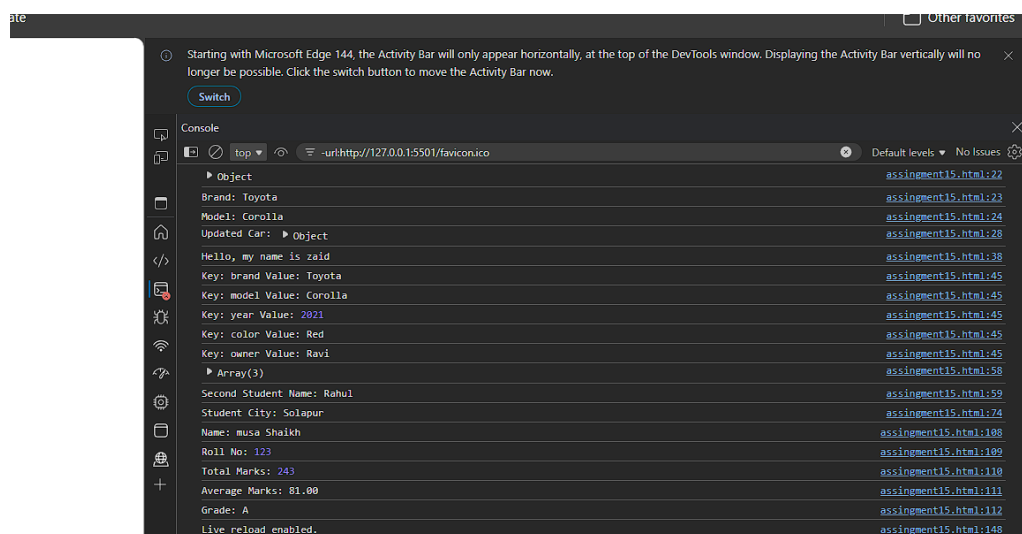 ate
Other favorites
Starting with Microsoft Edge 144, the Activity Bar will only appear horizontally, at the top of the DevTools window. Displaying the Activity Bar vertically will no
longer be possible. Click the switch button to move the Activity Bar now.
Switch
Console
top -url:http://127.0.0.1:5501/favicon.ico Default levels No Issues
Object assingment15.html:22
Brand: Toyota assingment15.html:23
Model: Corolla assingment15.html:24
Updated Car: Object assingment15.html:28
Hello, my name is zaid assingment15.html:38
Key: brand Value: Toyota assingment15.html:45
Key: model Value: Corolla assingment15.html:45
Key: year Value: 2021 assingment15.html:45
Key: color Value: Red assingment15.html:45
Key: owner Value: Ravi assingment15.html:45
Array(3) assingment15.html:58
Second Student Name: Rahul assingment15.html:59
Student City: Solapur assingment15.html:74
Name: musa Shaikh assingment15.html:108
Roll No: 123 assingment15.html:109
Total Marks: 243 assingment15.html:110
Average Marks: 81.00 assingment15.html:111
Grade: A assingment15.html:112
Live reload enabled. assingment15.html:148